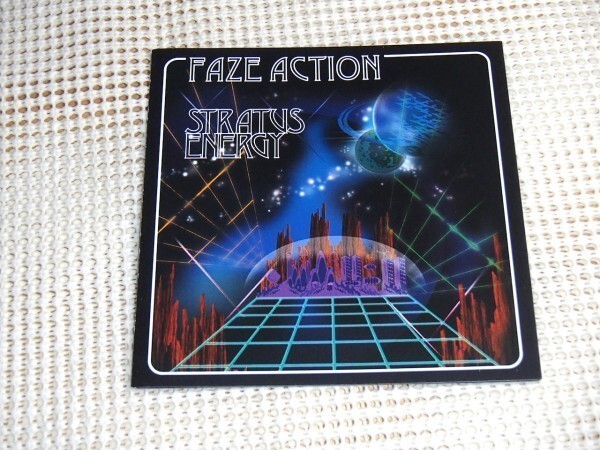 FAZE ACTION
STRATUS
ENERGY